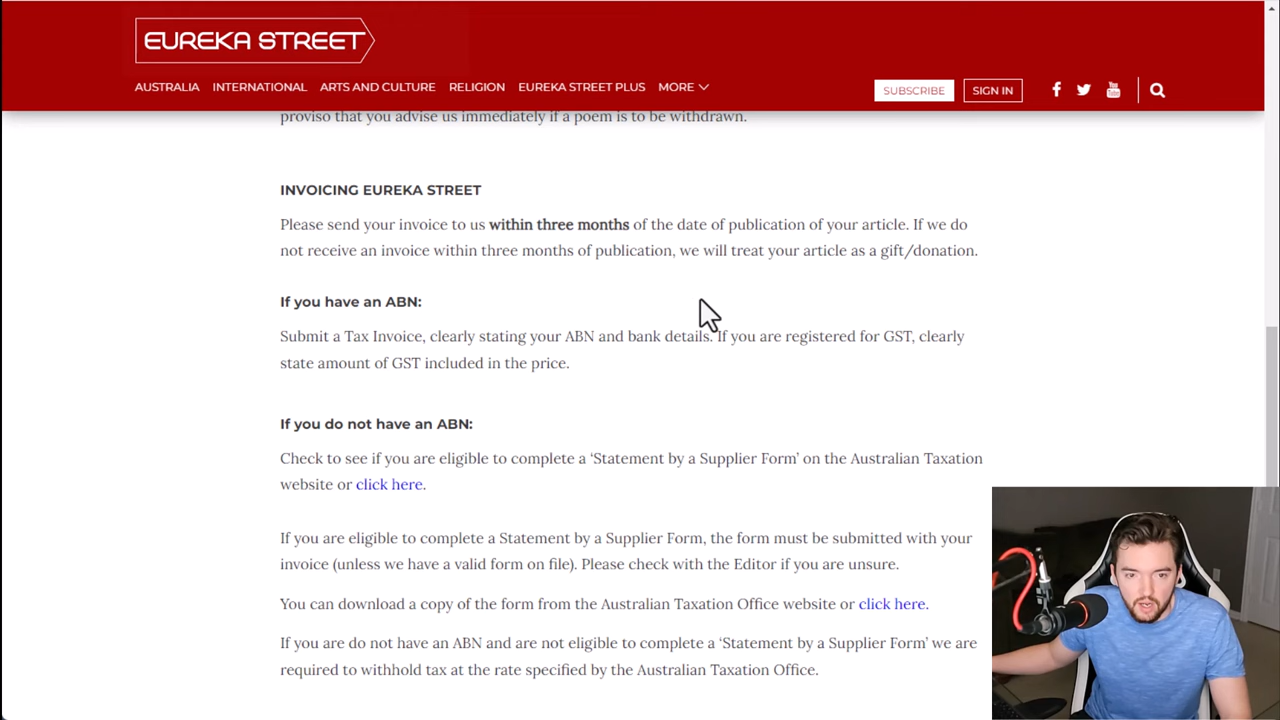 EUREKA STREET
AUSTRALIA INTERNATIONAL ARTS AND CULTURE RELIGION EUREKA STREET PLUS MORE SUBSCRIBE SIGN IN
proviso that you advise us immediately if a poem is to be withdrawn.
INVOICING EUREKA STREET
Please send your invoice to us within three months of the date of publication of your article. If we do
not receive an invoice within three months of publication, we will treat your article as a gift/donation.
If you have an ABN:
Submit a Tax Invoice, clearly stating your ABN and bank details. If you are registered for GST, clearly
state amount of GST included in the price.
If you do not have an ABN:
Check to see if you are eligible to complete a ‘Statement by a Supplier Form’ on the Australian Taxation
website or click here.
If you are eligible to complete a Statement by a Supplier Form, the form must be submitted with your
invoice (unless we have a valid form on file). Please check with the Editor if you are unsure.
You can download a copy of the form from the Australian Taxation Office website or click here.
If you are do not have an ABN and are not eligible to complete a ‘Statement by a Supplier Form’ we are
required to withhold tax at the rate specified by the Australian Taxation Office.